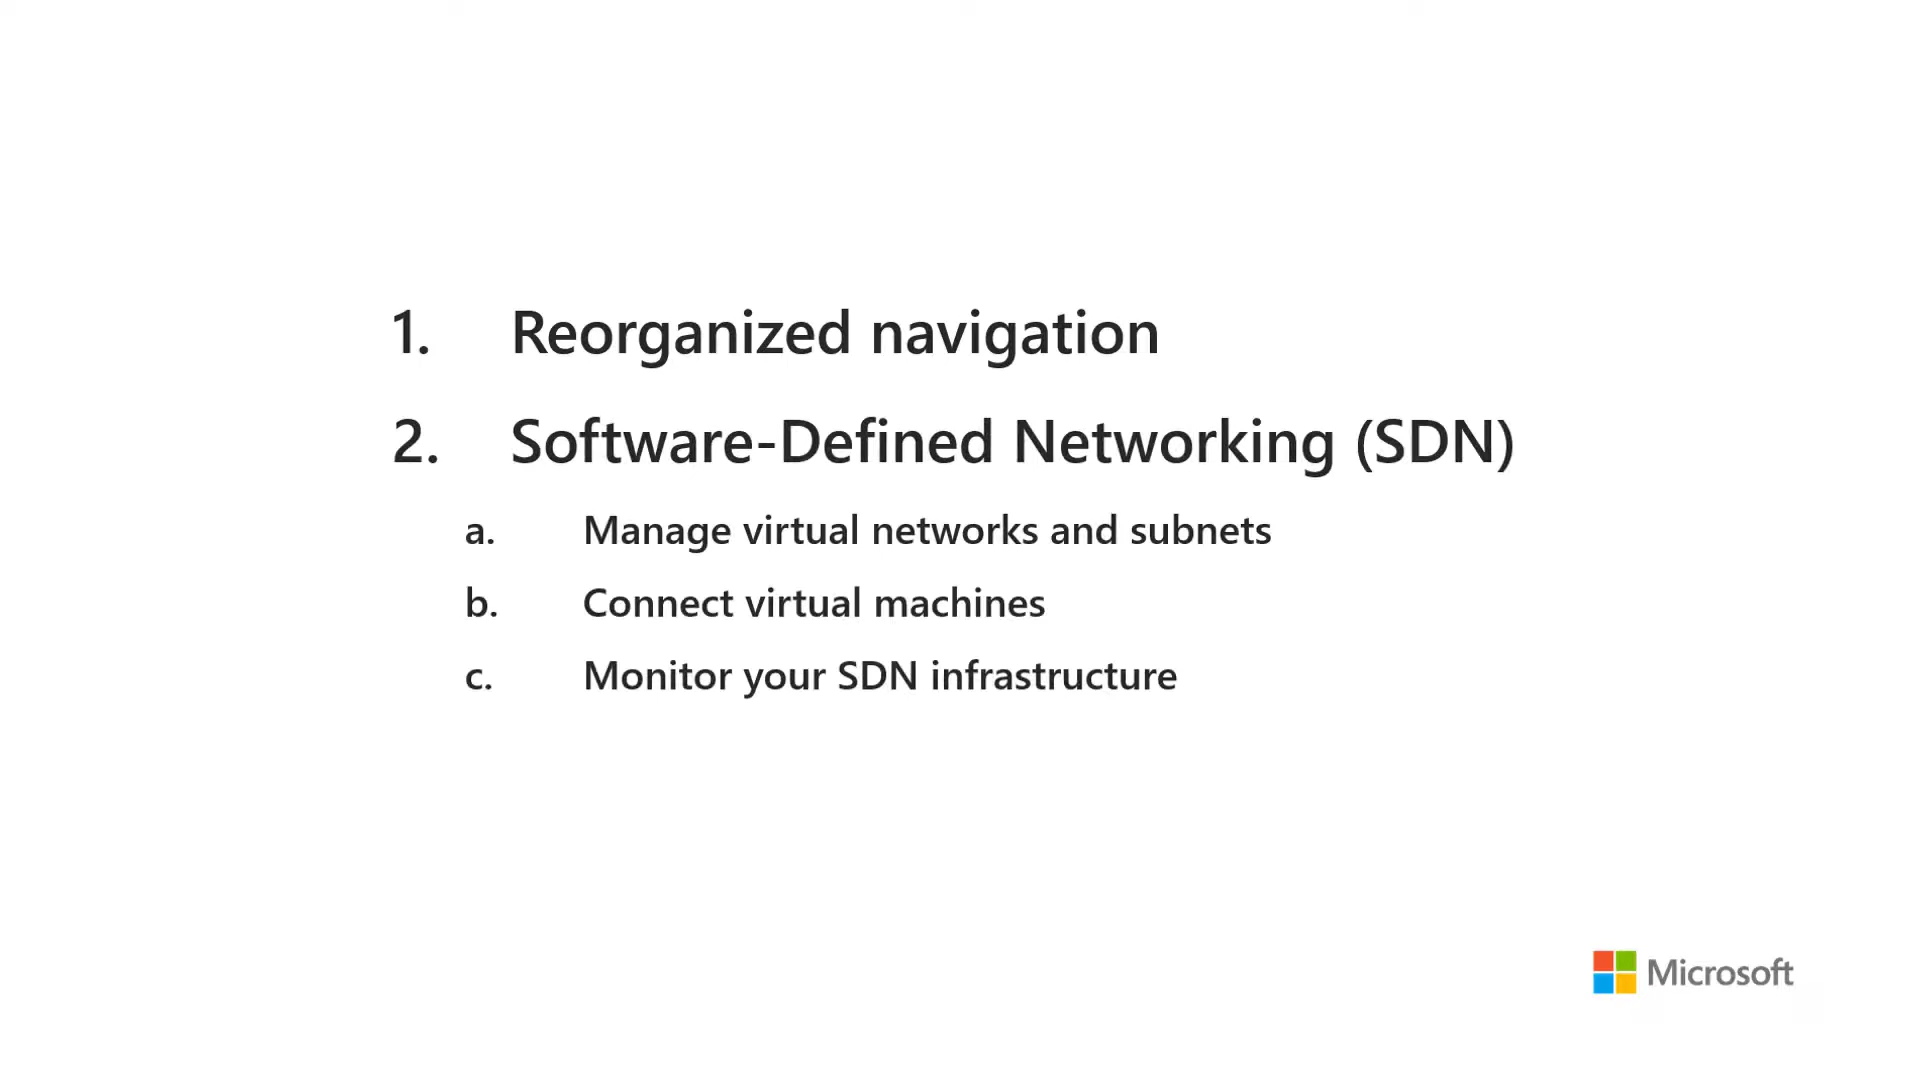 1. Reorganized navigation
2. Software-Defined Networking (SDN)
a. Manage virtual networks and subnets
b. Connect virtual machines
c. Monitor your SDN infrastructure
Microsoft